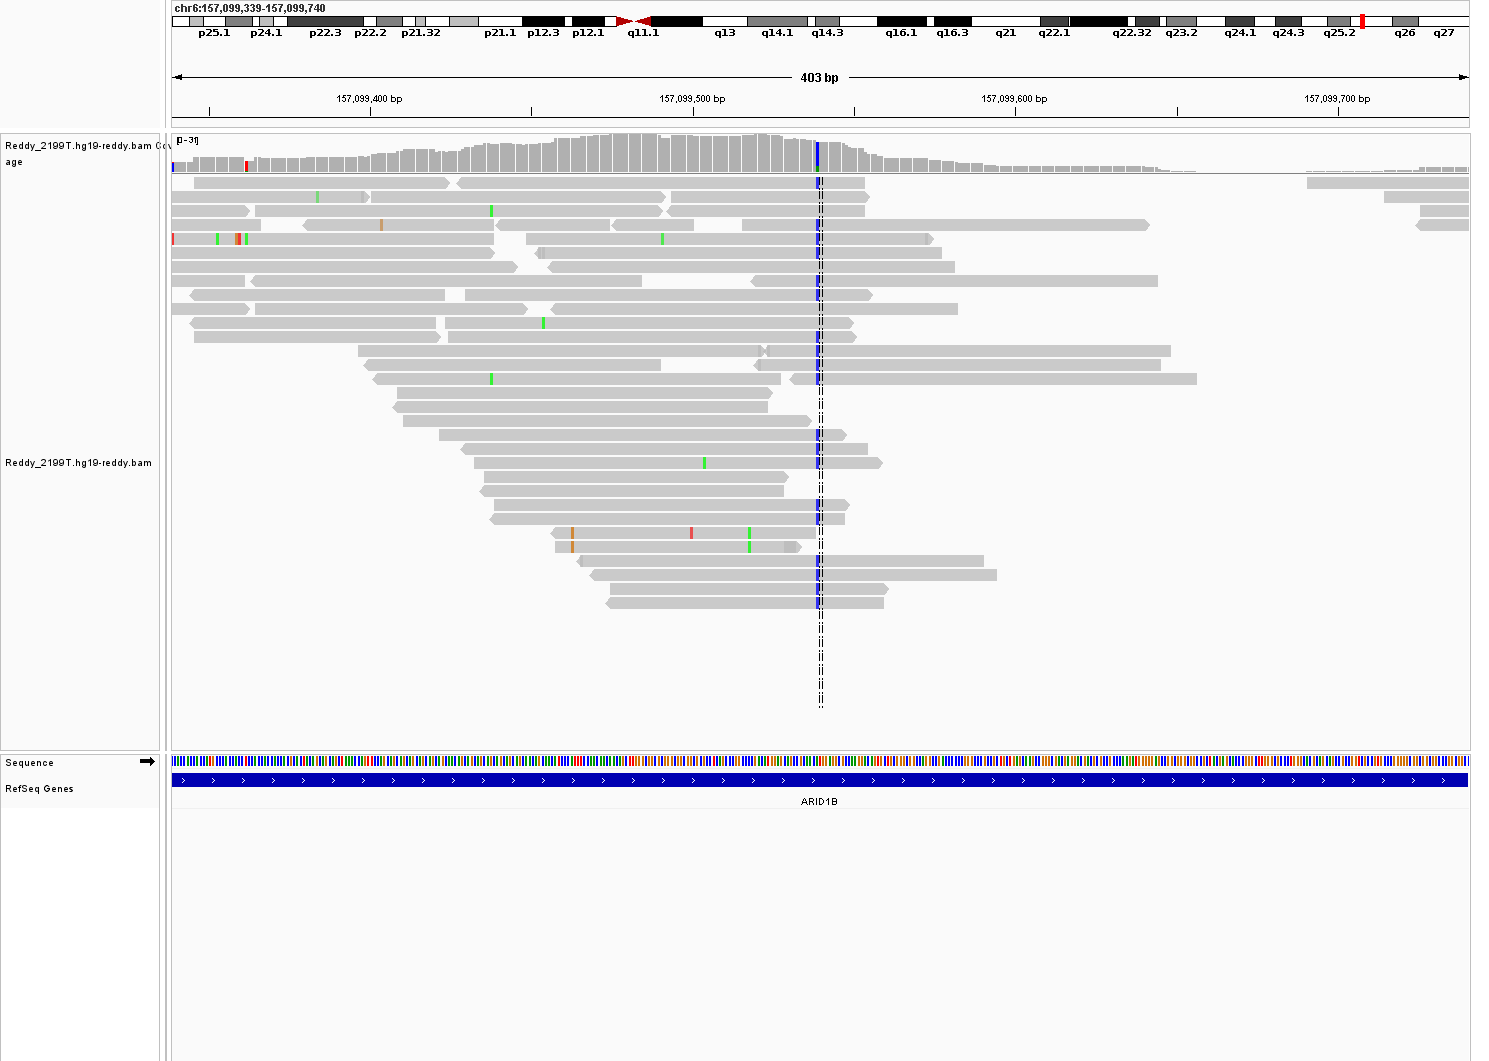 chr6:157,099,339-157,099,740
p25.1 p24.1 p22.3 p22.2 p21.32 p21.1 p12.3 p12.1 q11.1 q13 q14.1 q14.3 q16.1 q16.3 q21 q22.1 q22.32 q23.2 q24.1 q24.3 q25.2 q26 q27
403 bp
157,099,400 bp 157,099,500 bp 157,099,600 bp 157,099,700 bp
Reddy_2199T.hg19-reddy.bam Cov
age
[0-31]
Reddy_2199T.hg19-reddy.bam
Sequence
RefSeq Genes
ARID1B